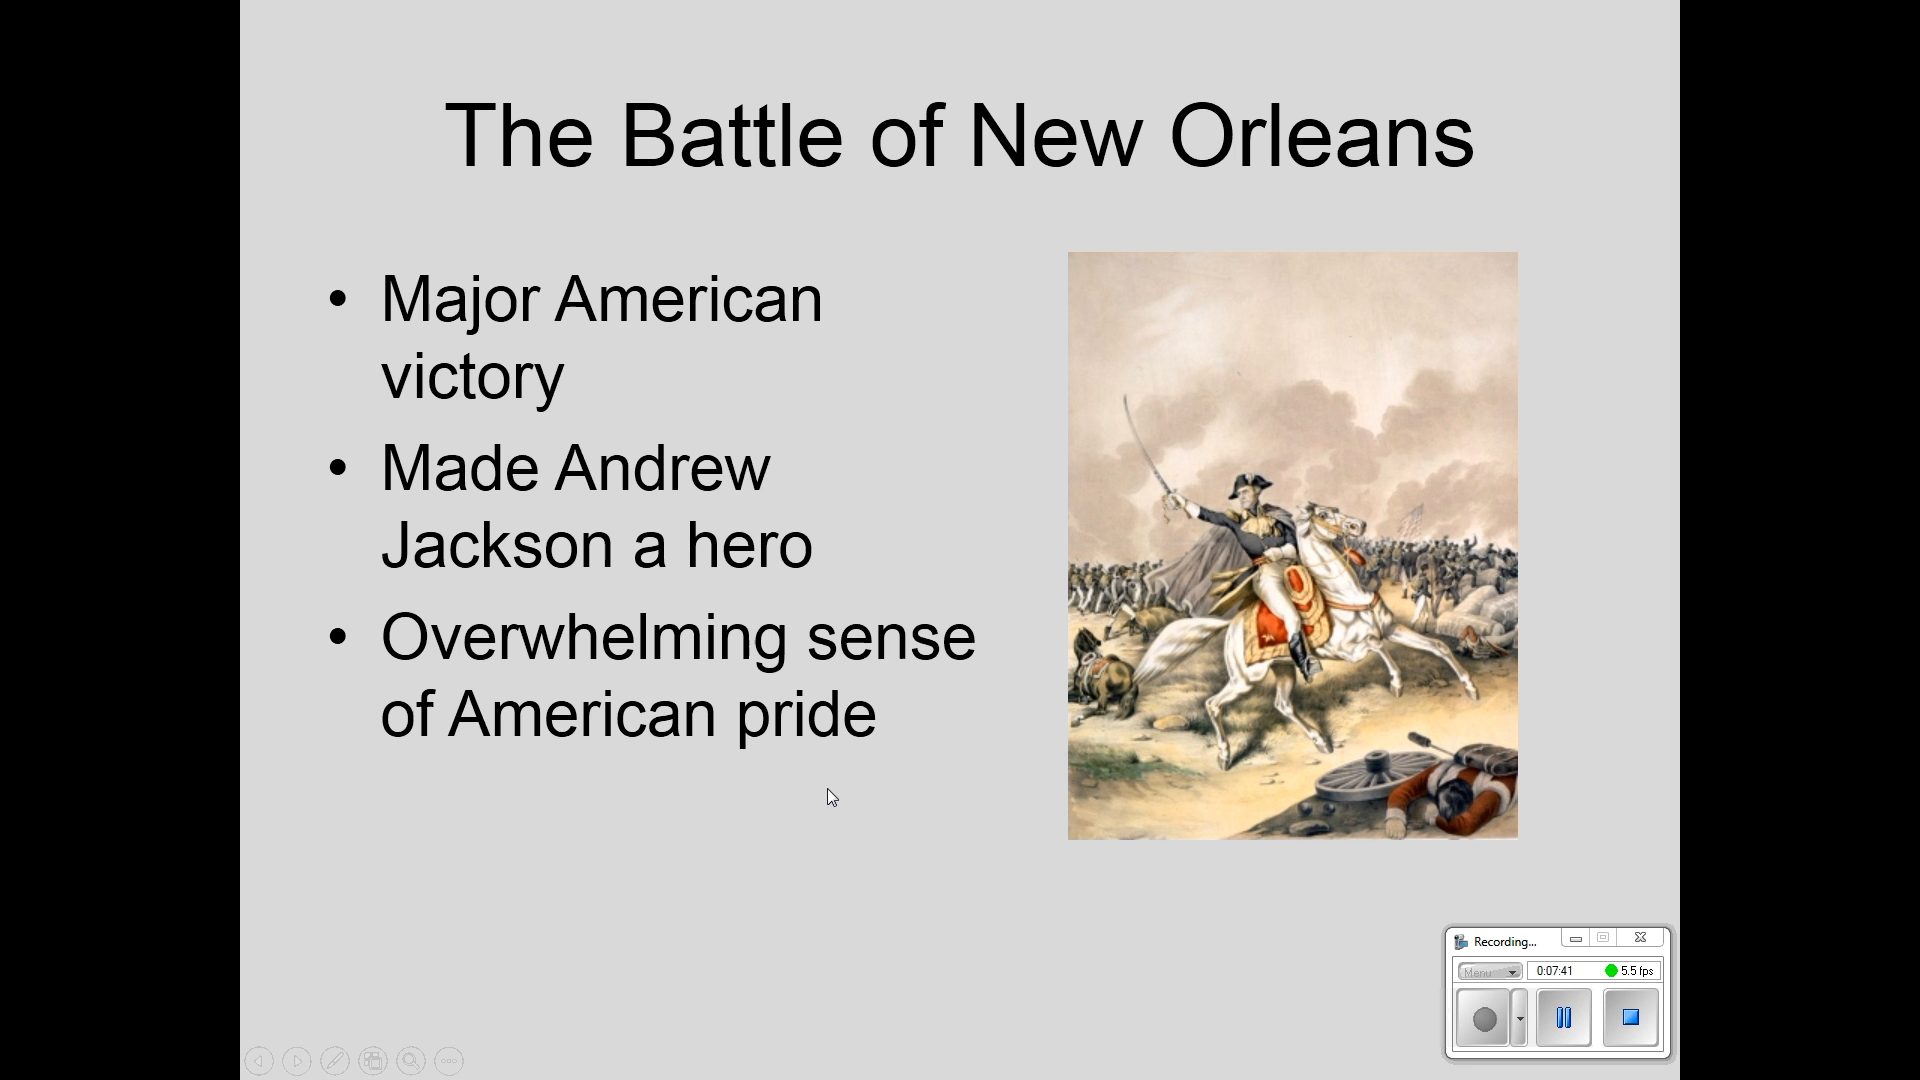 The Battle of New Orleans
• Major American
victory
• Made Andrew
Jackson a hero
• Overwhelming sense
of American pride
Recording...
Menu
0:07:41 5.5 fps